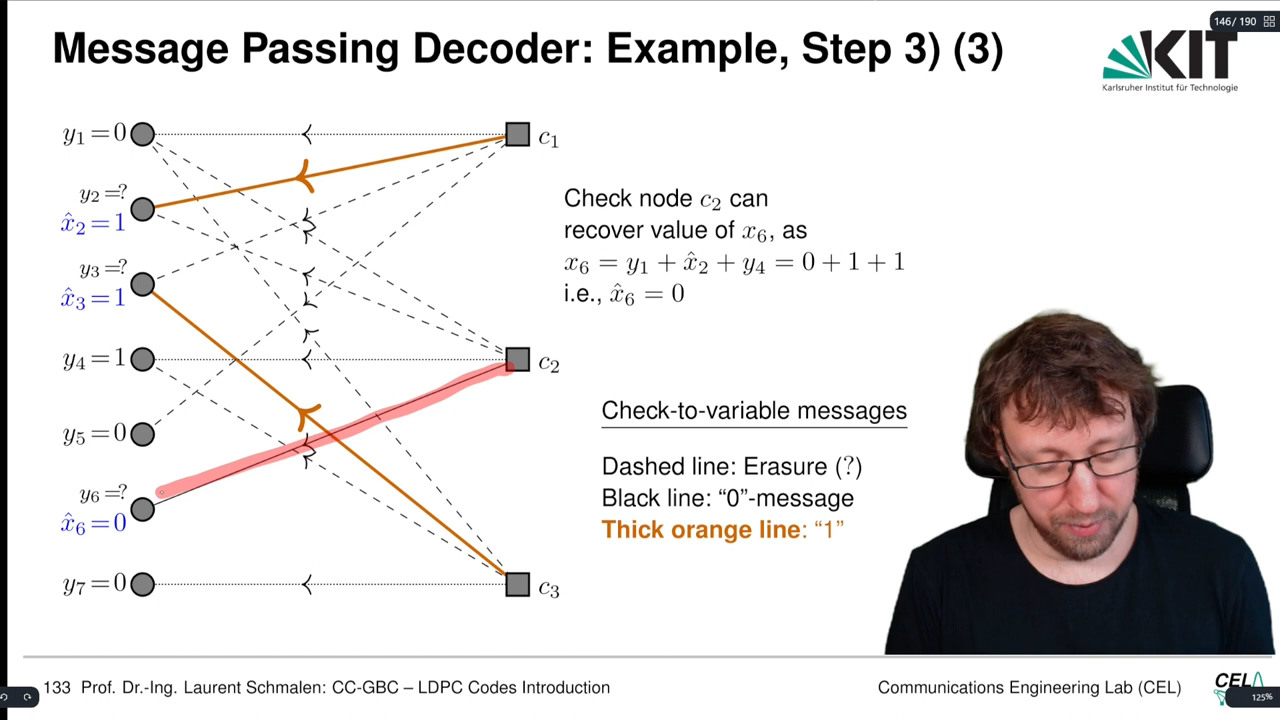 146/ 190
Message Passing Decoder: Example, Step 3) (3)
KIT
Karlsruher Institut für Technologie
y₁ = 0
c₁
y₂ = ?
x̂₂ = 1
y₃ = ?
x̂₃ = 1
y₄ = 1
c₂
y₅ = 0
y₆ = ?
x̂₆ = 0
y₇ = 0
c₃
Check node c₂ can
recover value of x₆, as
x₆ = y₁ + x̂₂ + y₄ = 0 + 1 + 1
i.e., x̂₆ = 0
Check-to-variable messages
Dashed line: Erasure (?)
Black line: “0”-message
Thick orange line: “1”
133 Prof. Dr.-Ing. Laurent Schmalen: CC-GBC – LDPC Codes Introduction
Communications Engineering Lab (CEL)
CEL
125%